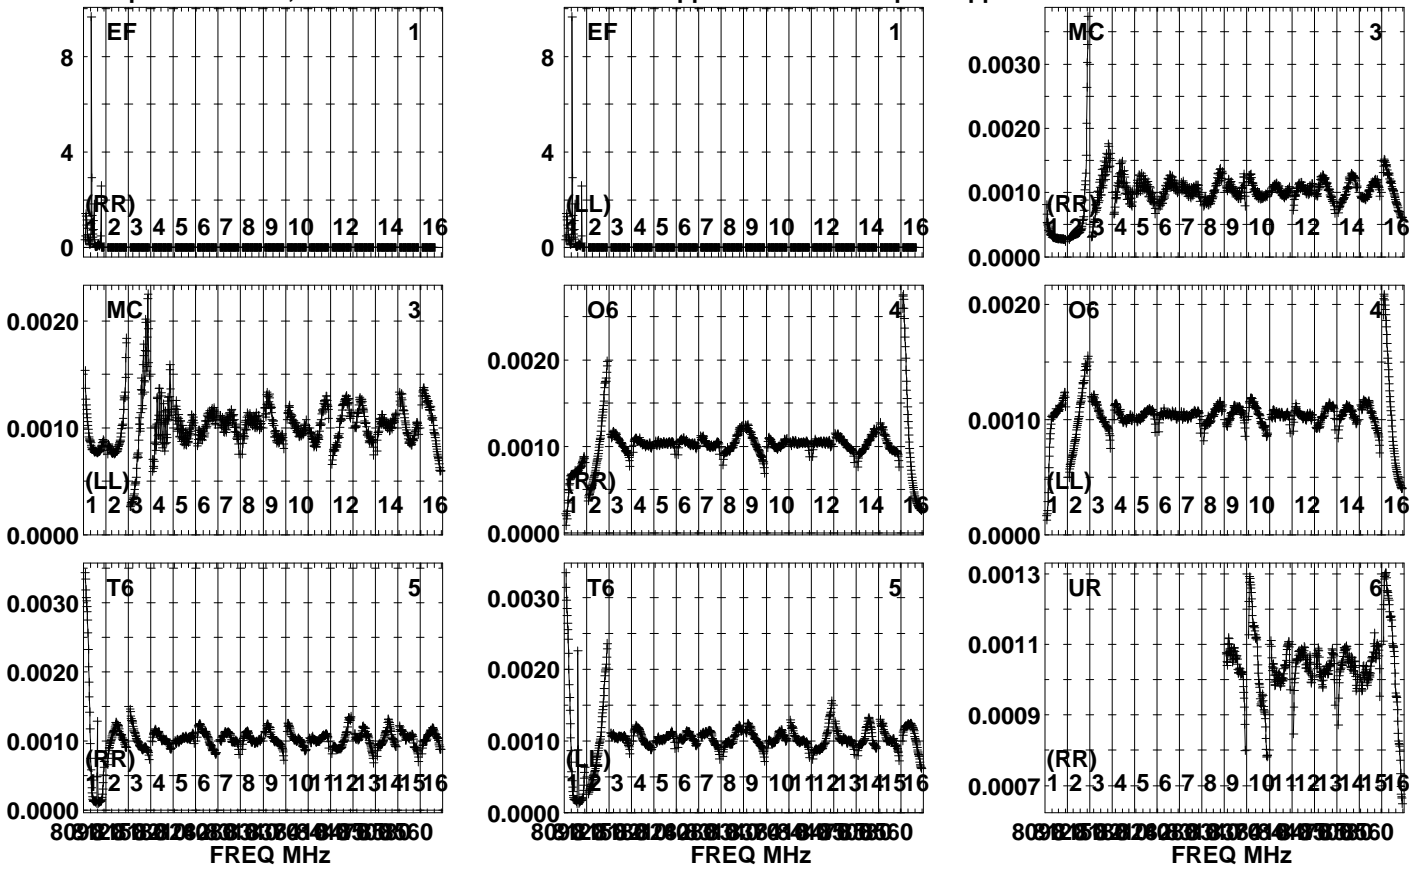 EF 1
8
4
0
(RR)
2 3 4 5 6 7 8 9 10 12 14 16
EF 1
8
4
0
(LL)
2 3 4 5 6 7 8 9 10 12 14 16
MC 3
0.0030
0.0020
0.0010
0.0000
(RR)
1 2 3 4 5 6 7 8 9 10 12 14 16
MC 3
0.0020
0.0010
0.0000
(LL)
1 2 3 4 5 6 7 8 9 10 12 14 16
O6 4
0.0020
0.0010
0.0000
(RR)
1 2 3 4 5 6 7 8 9 10 12 14 16
O6 4
0.0020
0.0010
0.0000
(LL)
1 2 3 4 5 6 7 8 9 10 12 14 16
T6 5
0.0030
0.0020
0.0010
0.0000
(RR)
1 2 3 4 5 6 7 8 9 10 11 12 13 14 15 16
FREQ MHz
T6 5
0.0030
0.0020
0.0010
0.0000
(LL)
1 2 3 4 5 6 7 8 9 10 11 12 13 14 15 16
FREQ MHz
UR 6
0.0013
0.0011
0.0009
0.0007
(RR)
1 2 3 4 5 6 7 8 9 10 11 12 13 14 15 16
FREQ MHz